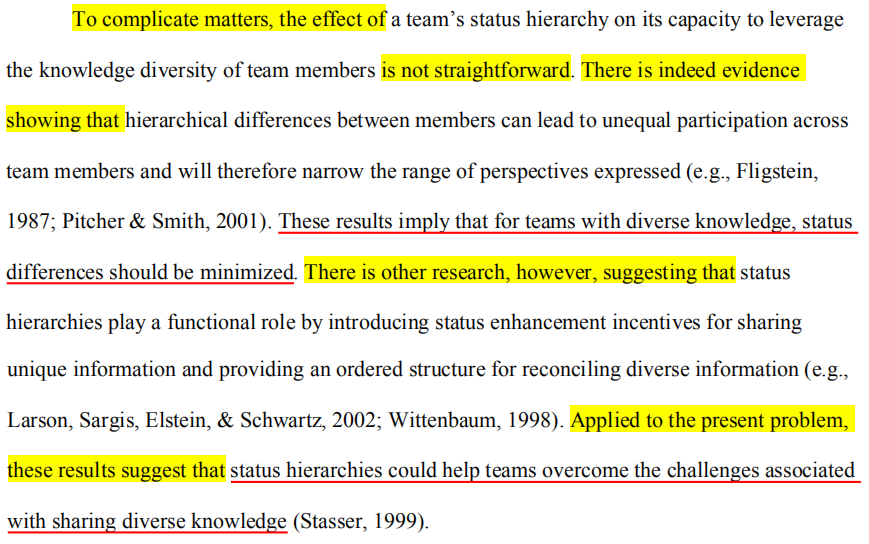 To complicate matters, the effect of a team’s status hierarchy on its capacity to leverage
the knowledge diversity of team members is not straightforward. There is indeed evidence
showing that hierarchical differences between members can lead to unequal participation across
team members and will therefore narrow the range of perspectives expressed (e.g., Fligstein,
1987; Pitcher & Smith, 2001). These results imply that for teams with diverse knowledge, status
differences should be minimized. There is other research, however, suggesting that status
hierarchies play a functional role by introducing status enhancement incentives for sharing
unique information and providing an ordered structure for reconciling diverse information (e.g.,
Larson, Sargis, Elstein, & Schwartz, 2002; Wittenbaum, 1998). Applied to the present problem,
these results suggest that status hierarchies could help teams overcome the challenges associated
with sharing diverse knowledge (Stasser, 1999).